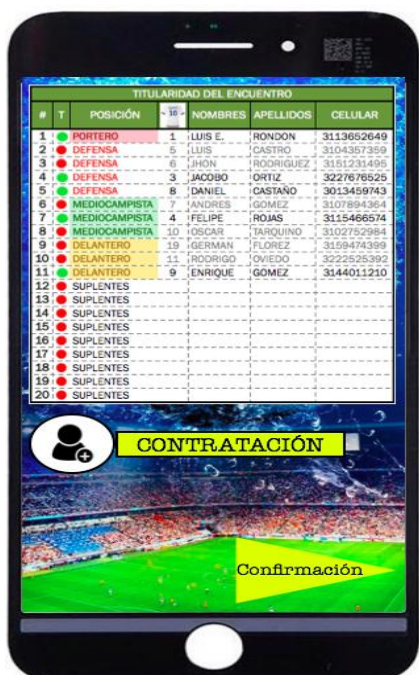 TITULARIDAD DEL ENCUENTRO
# T POSICIÓN 10 NOMBRES APELLIDOS CELULAR
1 PORTERO 1 LUIS E. RONDON 3113652649
2 DEFENSA 5 LUIS CASTRO 3104357359
3 DEFENSA 6 JHON RODRIGUEZ 3151231495
4 DEFENSA 3 JACOBO ORTIZ 3227676525
5 DEFENSA 8 DANIEL CASTAÑO 3013459743
6 MEDIOCAMPISTA 7 ANDRES GOMEZ 3107894364
7 MEDIOCAMPISTA 4 FELIPE ROJAS 3115466574
8 MEDIOCAMPISTA 10 OSCAR TARQUINO 3102752984
9 DELANTERO 19 GERMAN FLOREZ 3159474399
10 DELANTERO 11 RODRIGO OVIEDO 3222525392
11 DELANTERO 9 ENRIQUE GOMEZ 3144011210
12 SUPLENTES
13 SUPLENTES
14 SUPLENTES
15 SUPLENTES
16 SUPLENTES
17 SUPLENTES
18 SUPLENTES
19 SUPLENTES
20 SUPLENTES
CONTRATACIÓN
Confirmación